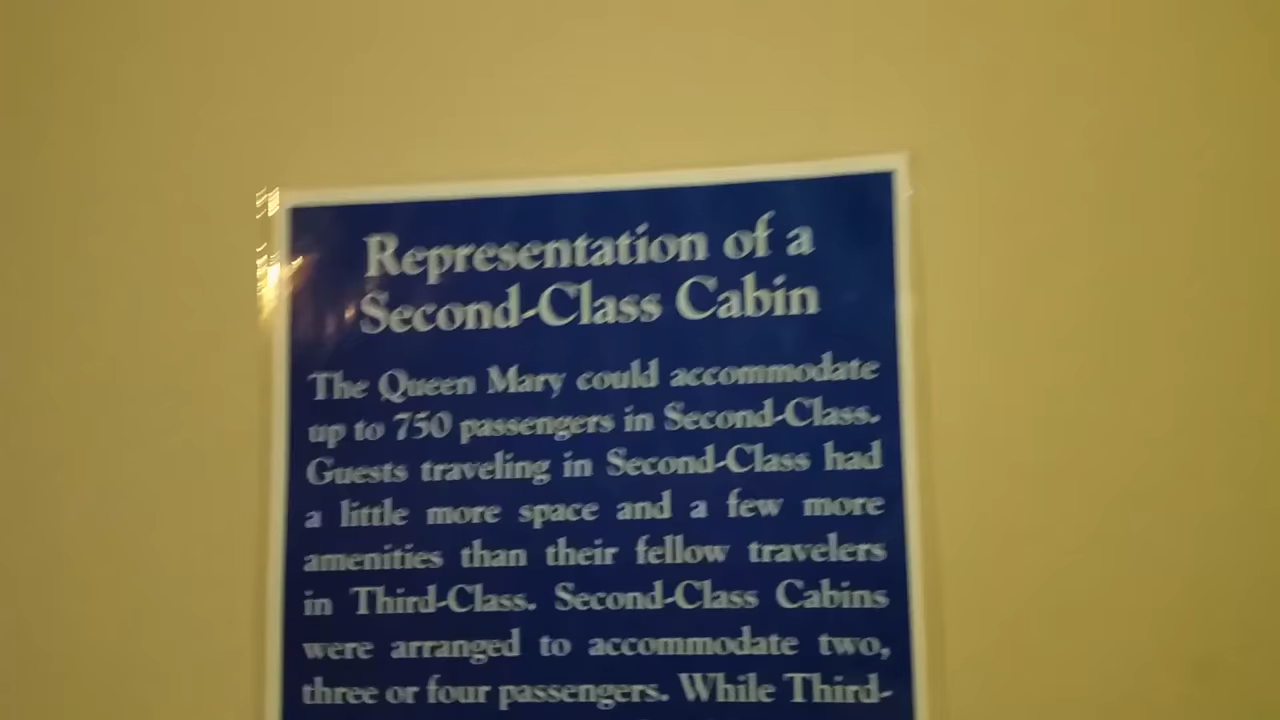 Representation of a
Second-Class Cabin
The Queen Mary could accommodate
up to 750 passengers in Second-Class.
Guests traveling in Second-Class had
a little more space and a few more
amenities than their fellow travelers
in Third-Class. Second-Class Cabins
were arranged to accommodate two,
three or four passengers. While Third-